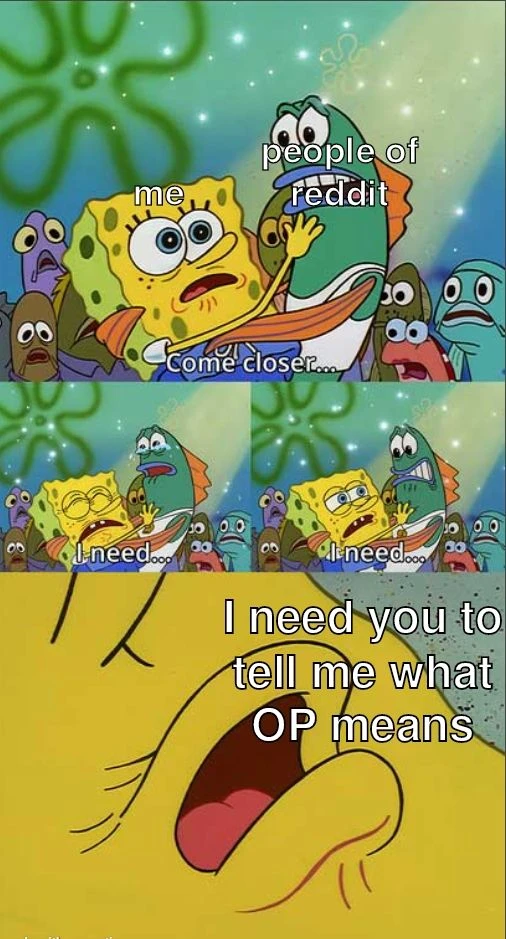 people of
me
reddit
Come closer...
I need...
I need...
I need you to
tell me what
OP means